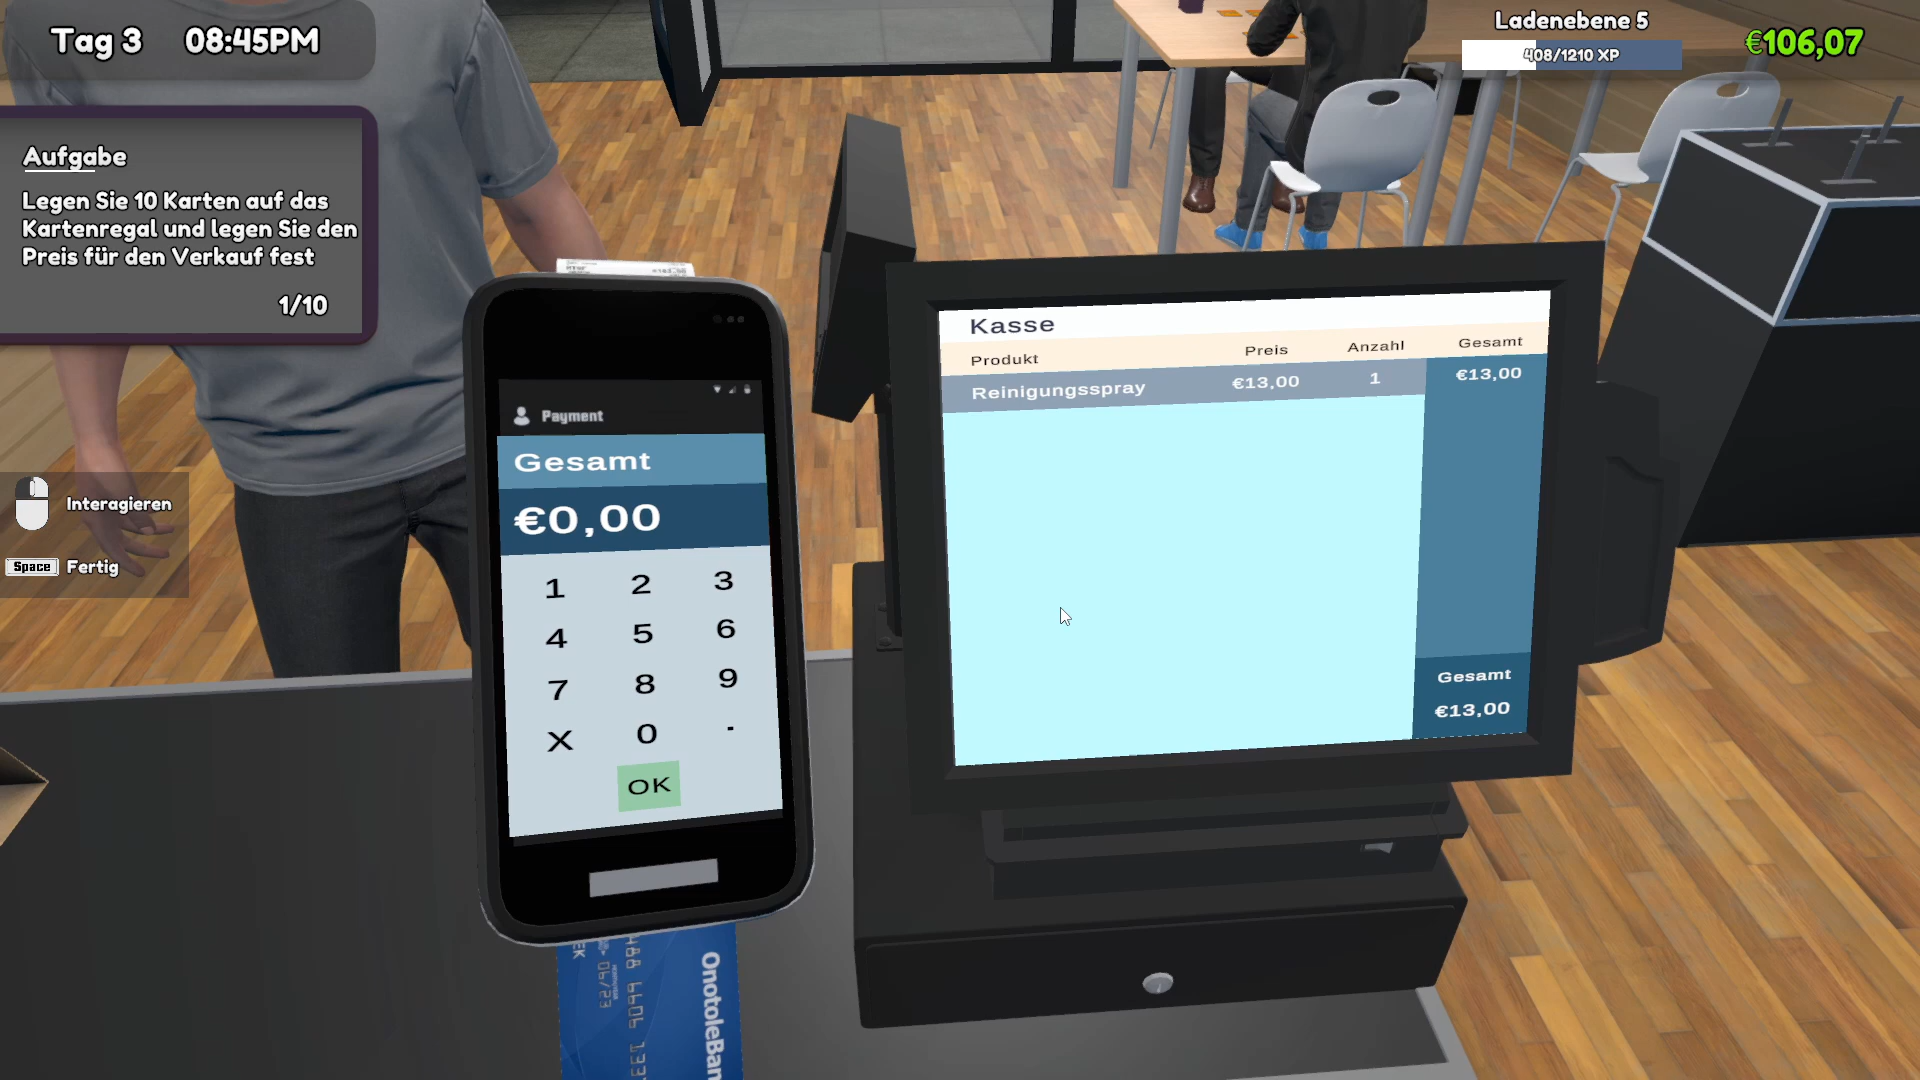 Tag 3 08:45PM
Ladenebene 5
408/1210 XP
€106,07
Aufgabe
Legen Sie 10 Karten auf das
Kartenregal und legen Sie den
Preis für den Verkauf fest
1/10
Interagieren
Space Fertig
Payment
Gesamt
€0,00
1 2 3
4 5 6
7 8 9
X 0 .
OK
Kasse
Produkt Preis Anzahl Gesamt
Reinigungsspray €13,00 1 €13,00
Gesamt
€13,00
OnotoleBan